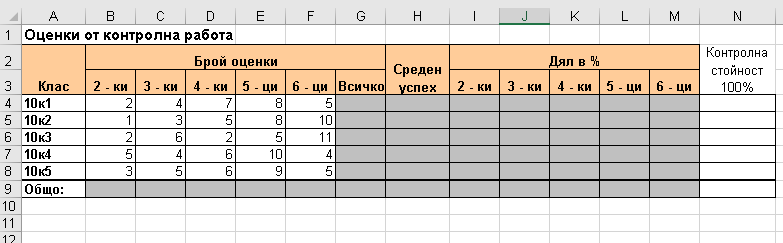 A B C D E F G H I J K L M N
1 Оценки от контролна работа
2 Брой оценки Среден успех Дял в % Контролна стойност 100%
3 Клас 2 - ки 3 - ки 4 - ки 5 - ци 6 - ци Всичко 2 - ки 3 - ки 4 - ки 5 - ци 6 - ци
4 10к1 2 4 7 8 5
5 10к2 1 3 5 8 10
6 10к3 2 6 2 5 11
7 10к4 5 4 6 10 4
8 10к5 3 5 6 9 5
9 Общо:
10
11
12